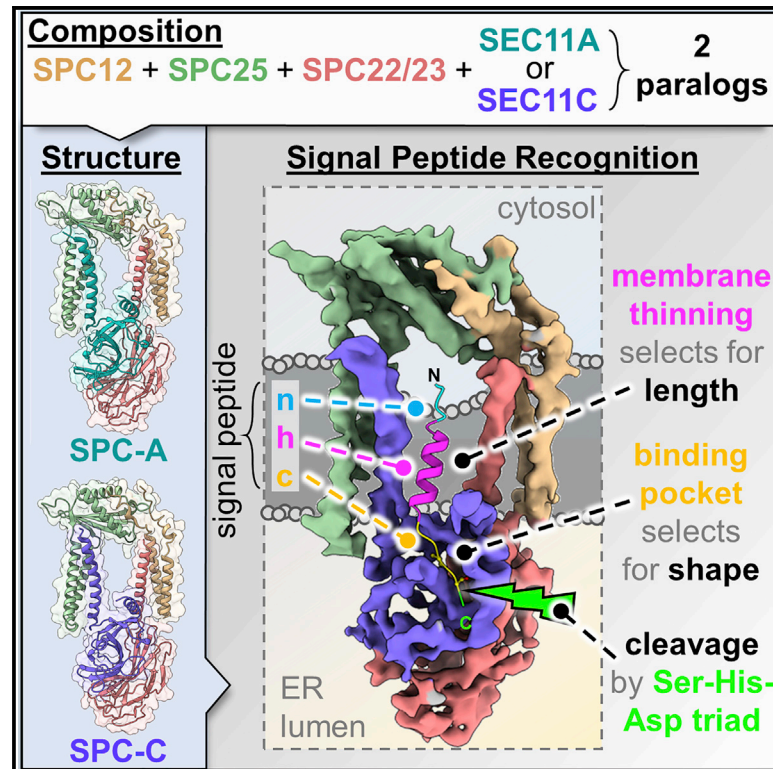 Composition
SPC12 + SPC25 + SPC22/23 + SEC11A
or
SEC11C
2
paralogs
Structure
SPC-A
SPC-C
Signal Peptide Recognition
cytosol
signal peptide
n
h
c
N
C
ER
lumen
membrane
thinning
selects for
length
binding
pocket
selects
for shape
cleavage
by Ser-His-
Asp triad